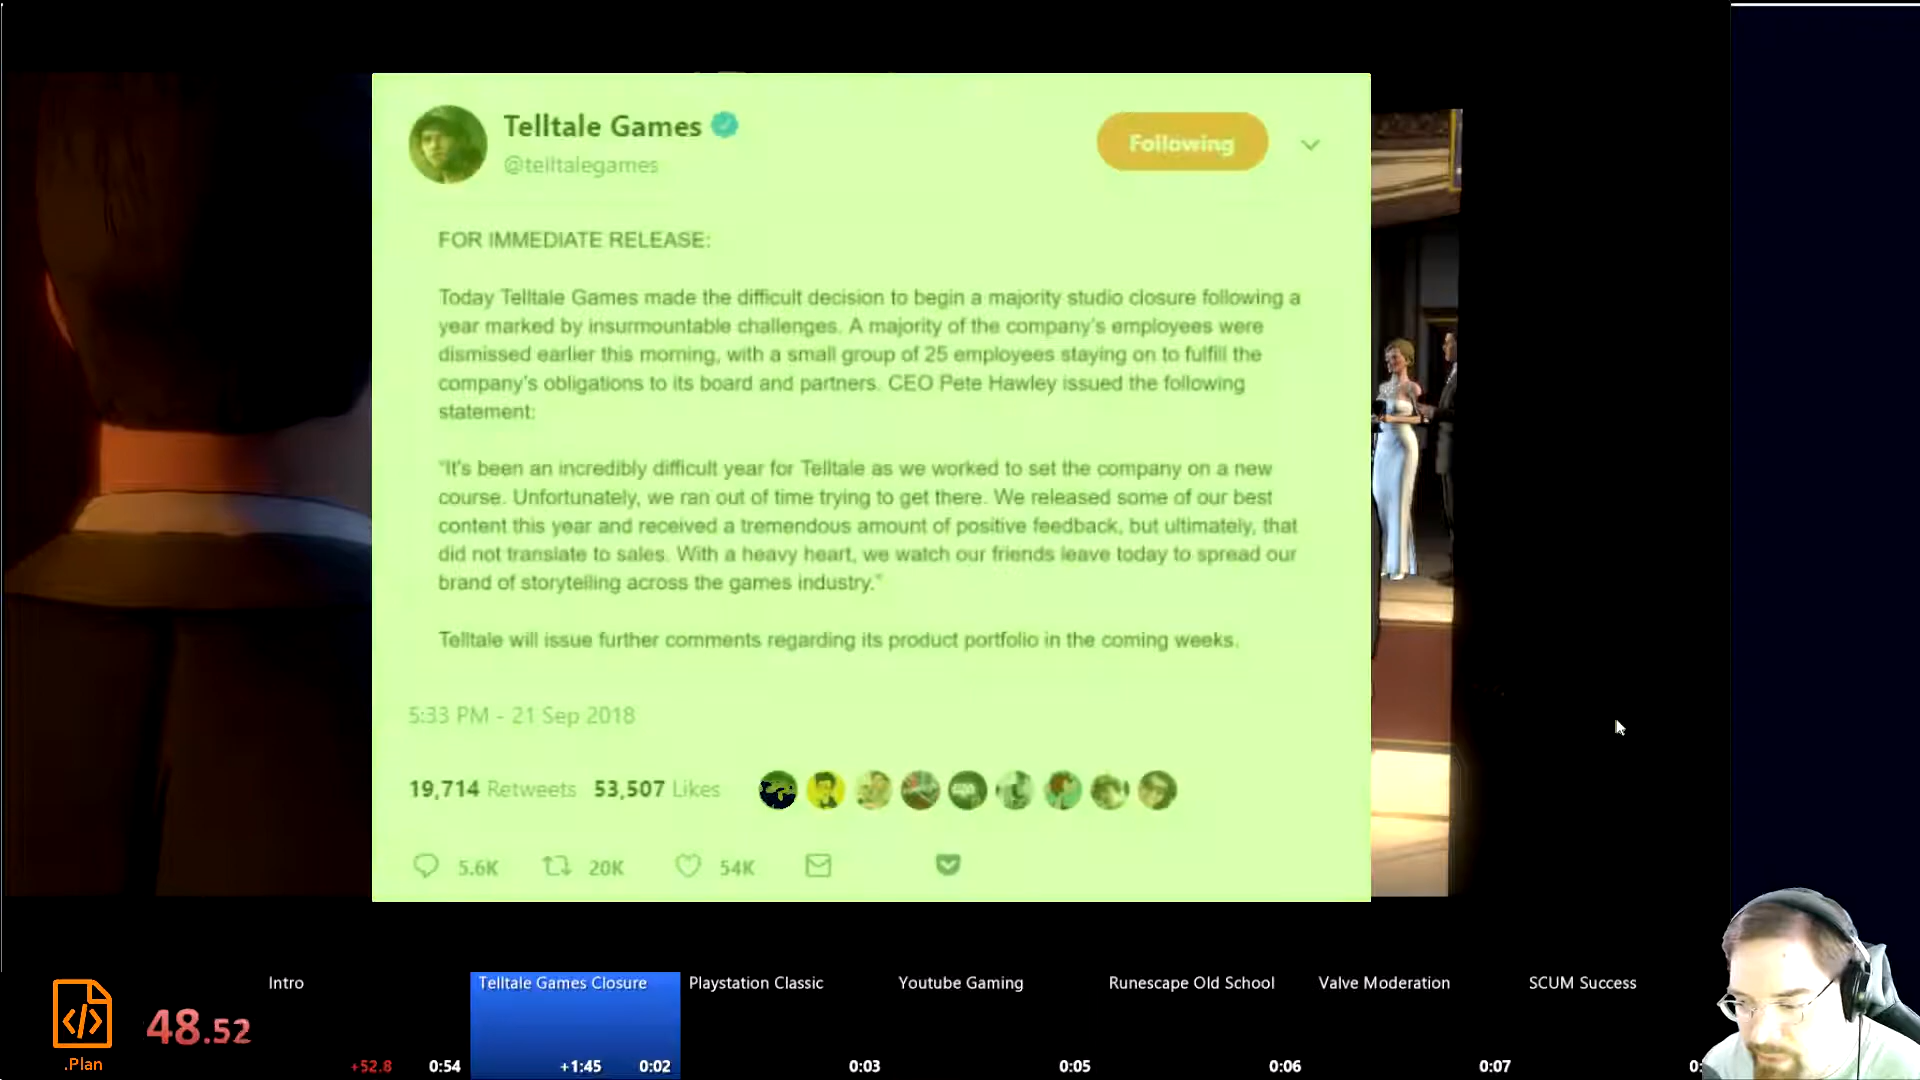 Telltale Games
@telltalegames
Following
FOR IMMEDIATE RELEASE:
Today Telltale Games made the difficult decision to begin a majority studio closure following a
year marked by insurmountable challenges. A majority of the company's employees were
dismissed earlier this morning, with a small group of 25 employees staying on to fulfill the
company's obligations to its board and partners. CEO Pete Hawley issued the following
statement:
"It's been an incredibly difficult year for Telltale as we worked to set the company on a new
course. Unfortunately, we ran out of time trying to get there. We released some of our best
content this year and received a tremendous amount of positive feedback, but ultimately, that
did not translate to sales. With a heavy heart, we watch our friends leave today to spread our
brand of storytelling across the games industry."
Telltale will issue further comments regarding its product portfolio in the coming weeks.
5:33 PM - 21 Sep 2018
19,714 Retweets 53,507 Likes
5.6K 20K 54K
Intro Telltale Games Closure Playstation Classic Youtube Gaming Runescape Old School Valve Moderation SCUM Success
48.52
.Plan +52.8 0:54 +1:45 0:02 0:03 0:05 0:06 0:07 0: